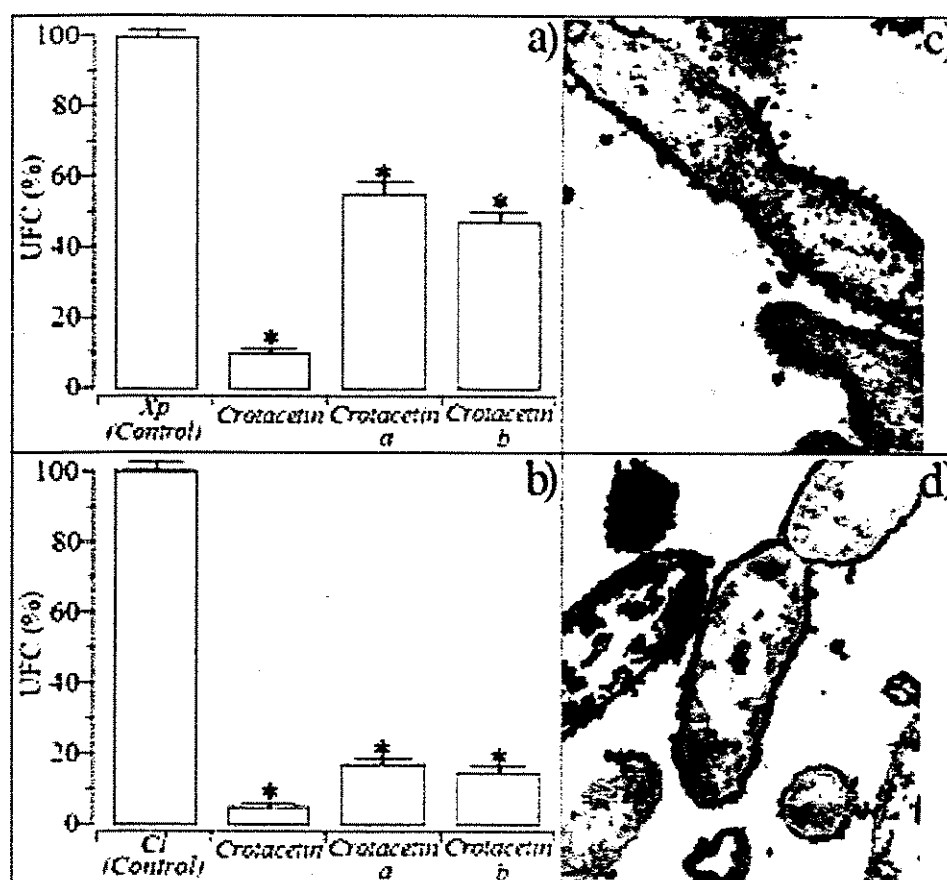 a)
100
80
60
40
20
0
UFC (%)
*
*
*
Xp (Control)
Crotacetin
Crotacetin a
Crotacetin b
c)
b)
100
80
60
40
20
0
UFC (%)
*
*
*
Cl (Control)
Crotacetin
Crotacetin a
Crotacetin b
d)